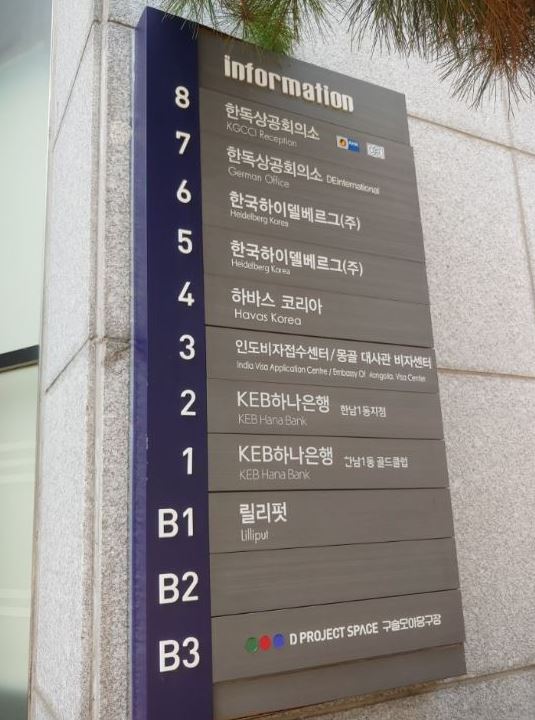 information
8 한독상공회의소
KGCCI Reception
7 한독상공회의소 DEinternational
German Office
6 한국하이델베르그(주)
Heidelberg Korea
5 한국하이델베르그(주)
Heidelberg Korea
4 하바스 코리아
Havas Korea
3 인도비자접수센터/몽골 대사관 비자센터
India Visa Application Centre / Embassy Of ongolia, Visa Center
2 KEB하나은행 한남1동지점
KEB Hana Bank
1 KEB하나은행 한남1동 골드클럽
KEB Hana Bank
B1 릴리펏
Lilliput
B2
B3 D PROJECT SPACE 구슬모아당구장